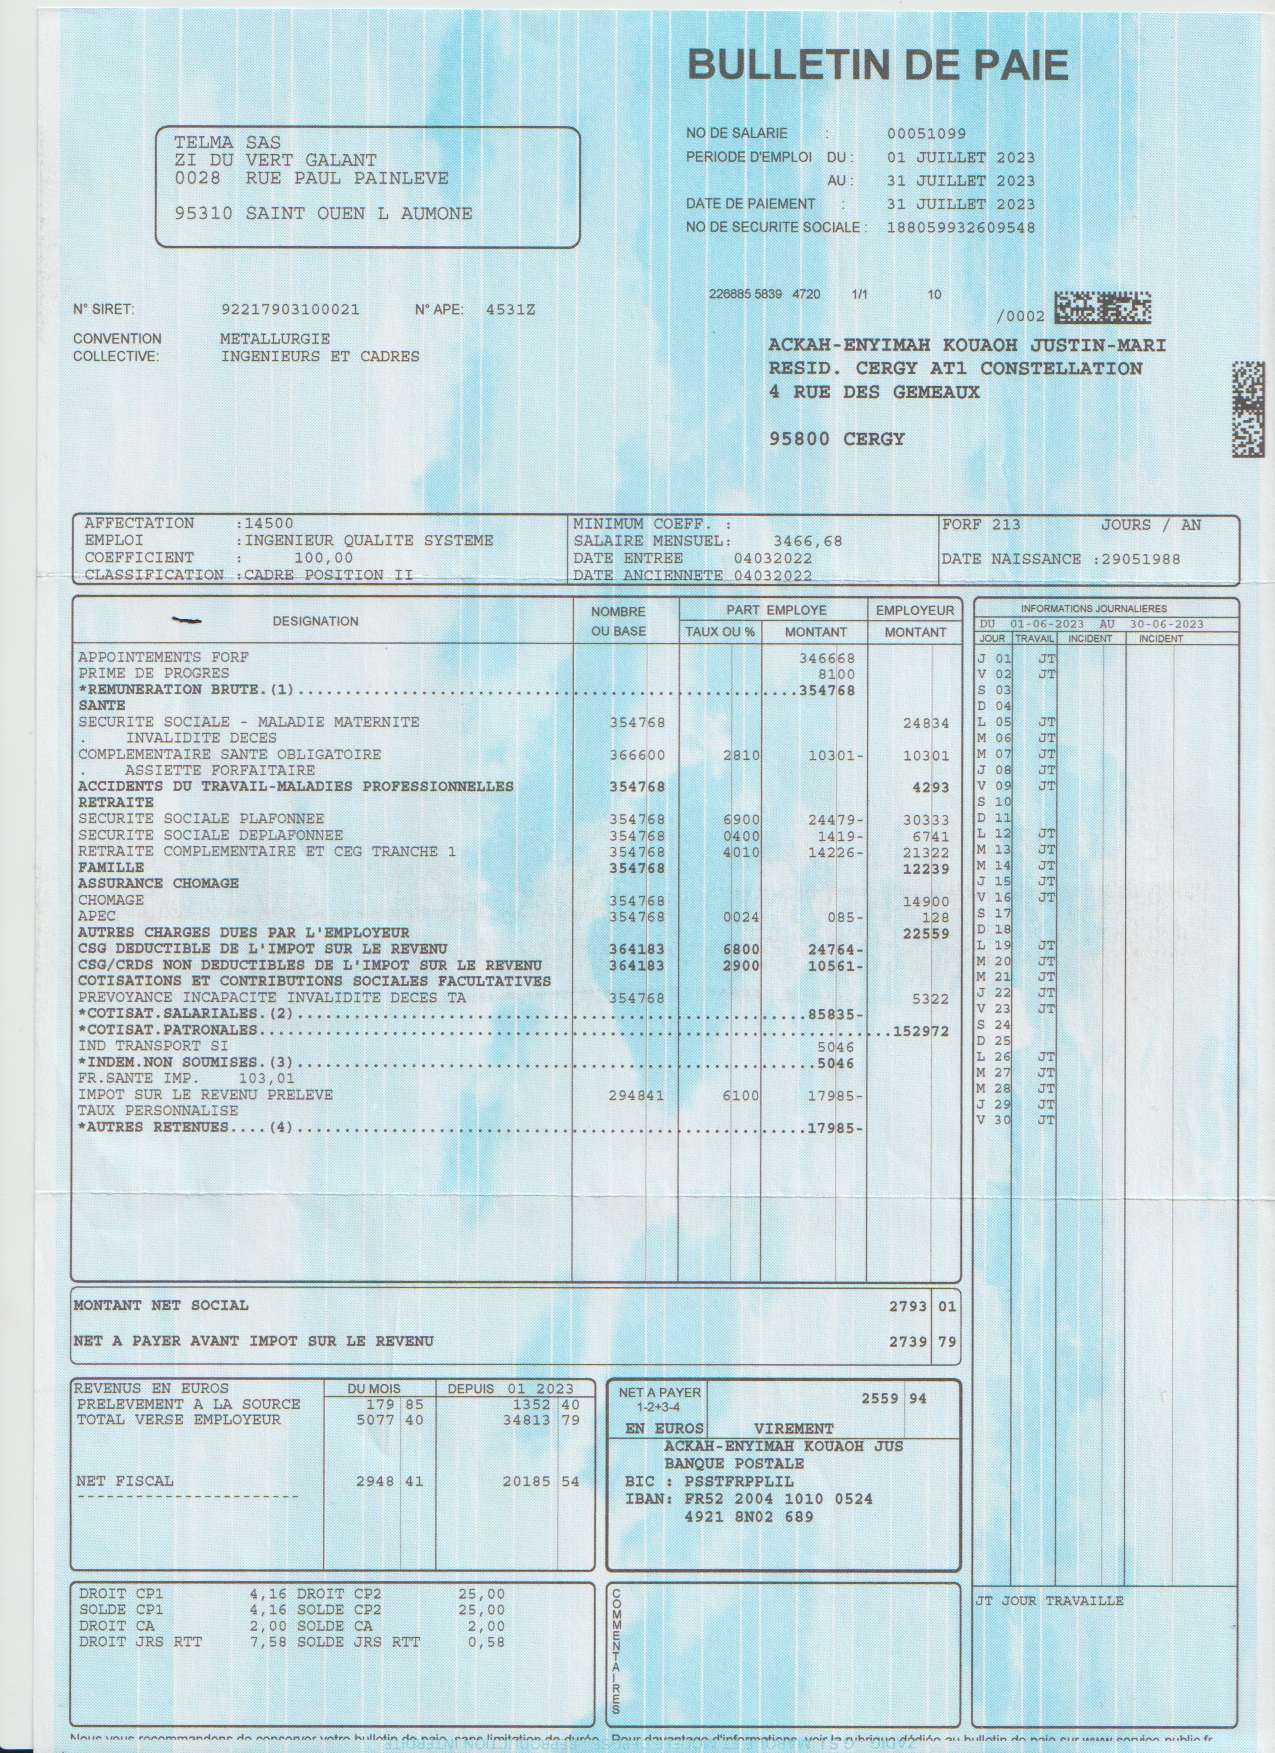 BULLETIN DE PAIE
TELMA SAS
ZI DU VERT GALANT
0028 RUE PAUL PAINLEVE
95310 SAINT OUEN L AUMONE
NO DE SALARIE : 00051099
PERIODE D'EMPLOI DU : 01 JUILLET 2023
AU : 31 JUILLET 2023
DATE DE PAIEMENT : 31 JUILLET 2023
NO DE SECURITE SOCIALE : 188059932609548
N° SIRET: 92217903100021 N° APE: 4531Z
CONVENTION METALLURGIE
COLLECTIVE: INGENIEURS ET CADRES
226885 5839 4720 1/1 10
/0002
ACKAH-ENYIMAH KOUAOH JUSTIN-MARI
RESID. CERGY AT1 CONSTELLATION
4 RUE DES GEMEAUX
95800 CERGY
AFFECTATION :14500
EMPLOI :INGENIEUR QUALITE SYSTEME
COEFFICIENT : 100,00
CLASSIFICATION :CADRE POSITION II
MINIMUM COEFF. :
SALAIRE MENSUEL: 3466,68
DATE ENTREE 04032022
DATE ANCIENNETE 04032022
FORF 213 JOURS / AN
DATE NAISSANCE :29051988
DESIGNATION NOMBRE OU BASE PART EMPLOYE TAUX OU % MONTANT EMPLOYEUR MONTANT
APPOINTEMENTS FORF 346668
PRIME DE PROGRES 8100
*REMUNERATION BRUTE.(1)..........354768
SANTE
SECURITE SOCIALE - MALADIE MATERNITE 354768 24834
. INVALIDITE DECES
COMPLEMENTAIRE SANTE OBLIGATOIRE 366600 2810 10301- 10301
. ASSIETTE FORFAITAIRE
ACCIDENTS DU TRAVAIL-MALADIES PROFESSIONNELLES 354768 4293
RETRAITE
SECURITE SOCIALE PLAFONNEE 354768 6900 24479- 30333
SECURITE SOCIALE DEPLAFONNEE 354768 0400 1419- 6741
RETRAITE COMPLEMENTAIRE ET CEG TRANCHE 1 354768 4010 14226- 21322
FAMILLE 354768 12239
ASSURANCE CHOMAGE
CHOMAGE 354768 14900
APEC 354768 0024 085- 128
AUTRES CHARGES DUES PAR L'EMPLOYEUR 22559
CSG DEDUCTIBLE DE L'IMPOT SUR LE REVENU 364183 6800 24764-
CSG/CRDS NON DEDUCTIBLES DE L'IMPOT SUR LE REVENU 364183 2900 10561-
COTISATIONS ET CONTRIBUTIONS SOCIALES FACULTATIVES
PREVOYANCE INCAPACITE INVALIDITE DECES TA 354768 5322
*COTISAT.SALARIALES.(2)..........85835-
*COTISAT.PATRONALES..........152972
IND TRANSPORT SI 5046
*INDEM.NON SOUMISES.(3)..........5046
FR.SANTE IMP. 103,01
IMPOT SUR LE REVENU PRELEVE 294841 6100 17985-
TAUX PERSONNALISE
*AUTRES RETENUES....(4)..........17985-
INFORMATIONS JOURNALIERES
DU 01-06-2023 AU 30-06-2023
JOUR TRAVAIL INCIDENT INCIDENT
J 01 JT
V 02 JT
S 03
D 04
L 05 JT
M 06 JT
M 07 JT
J 08 JT
V 09 JT
S 10
D 11
L 12 JT
M 13 JT
M 14 JT
J 15 JT
V 16 JT
S 17
D 18
L 19 JT
M 20 JT
M 21 JT
J 22 JT
V 23 JT
S 24
D 25
L 26 JT
M 27 JT
M 28 JT
J 29 JT
V 30 JT
MONTANT NET SOCIAL 2793 01
NET A PAYER AVANT IMPOT SUR LE REVENU 2739 79
REVENUS EN EUROS DU MOIS DEPUIS 01 2023
PRELEVEMENT A LA SOURCE 179 85 1352 40
TOTAL VERSE EMPLOYEUR 5077 40 34813 79
NET FISCAL 2948 41 20185 54
NET A PAYER 2559 94
1-2+3-4
EN EUROS VIREMENT
ACKAH-ENYIMAH KOUAOH JUS
BANQUE POSTALE
BIC : PSSTFRPPLIL
IBAN: FR52 2004 1010 0524
4921 8N02 689
DROIT CP1 4,16 DROIT CP2 25,00
SOLDE CP1 4,16 SOLDE CP2 25,00
DROIT CA 2,00 SOLDE CA 2,00
DROIT JRS RTT 7,58 SOLDE JRS RTT 0,58
COMMENTAIRES
JT JOUR TRAVAILLE
Nous vous recommandons de conserver votre bulletin de paie, sans limitation de durée. Pour davantage d'informations, voir la rubrique dédiée au bulletin de paie sur www.service-public.fr